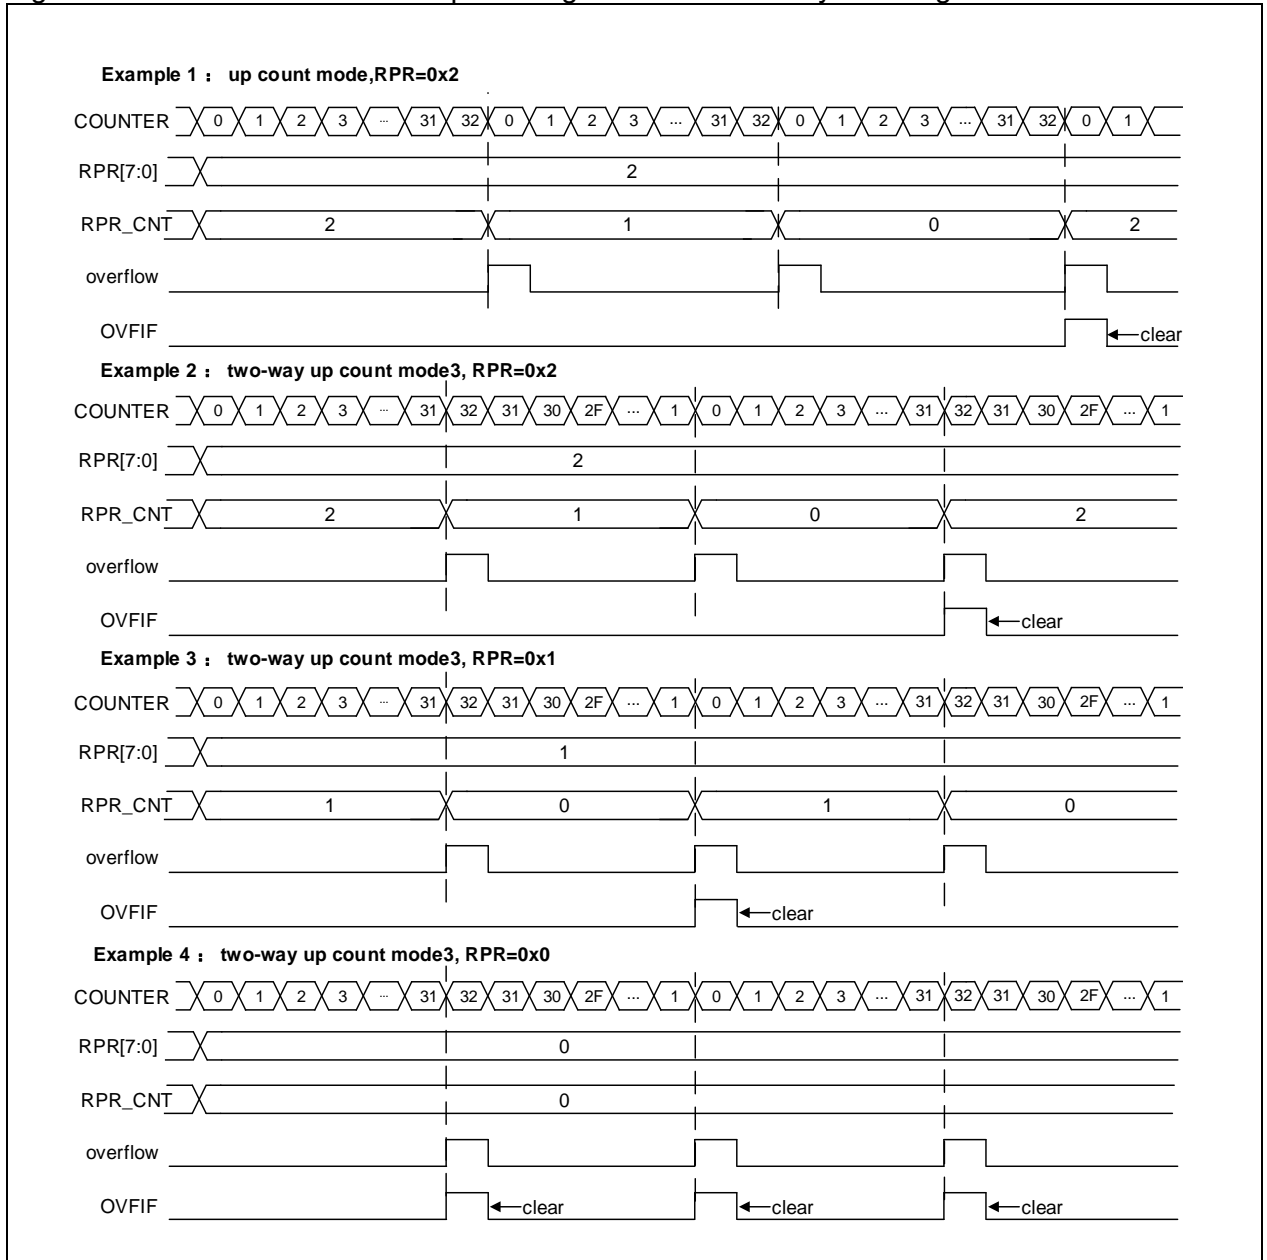 Example 1 ： up count mode,RPR=0x2
COUNTER 0 1 2 3 ... 31 32 0 1 2 3 ... 31 32 0 1 2 3 ... 31 32 0 1
RPR[7:0] 2
RPR_CNT 2 1 0 2
overflow
OVFIF clear
Example 2 ： two-way up count mode3, RPR=0x2
COUNTER 0 1 2 3 ... 31 32 31 30 2F ... 1 0 1 2 3 ... 31 32 31 30 2F ... 1
RPR[7:0] 2
RPR_CNT 2 1 0 2
overflow
OVFIF clear
Example 3 ： two-way up count mode3, RPR=0x1
COUNTER 0 1 2 3 ... 31 32 31 30 2F ... 1 0 1 2 3 ... 31 32 31 30 2F ... 1
RPR[7:0] 1
RPR_CNT 1 0 1 0
overflow
OVFIF clear
Example 4 ： two-way up count mode3, RPR=0x0
COUNTER 0 1 2 3 ... 31 32 31 30 2F ... 1 0 1 2 3 ... 31 32 31 30 2F ... 1
RPR[7:0] 0
RPR_CNT 0
overflow
OVFIF clear clear clear